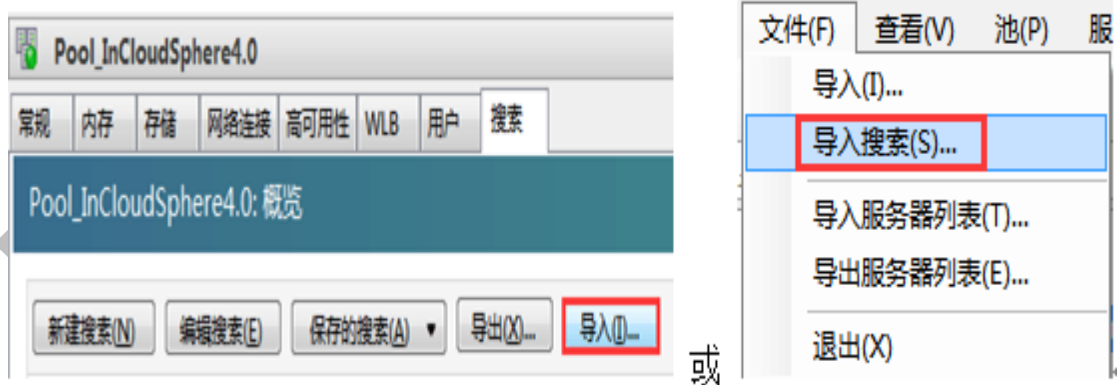 Pool_InCloudSphere4.0
常规 内存 存储 网络连接 高可用性 WLB 用户 搜索
Pool_InCloudSphere4.0: 概览
新建搜索(N) 编辑搜索(E) 保存的搜索(A) 导出(X)... 导入(I)...
或
文件(F) 查看(V) 池(P) 服
导入(I)...
导入搜索(S)...
导入服务器列表(T)...
导出服务器列表(E)...
退出(X)